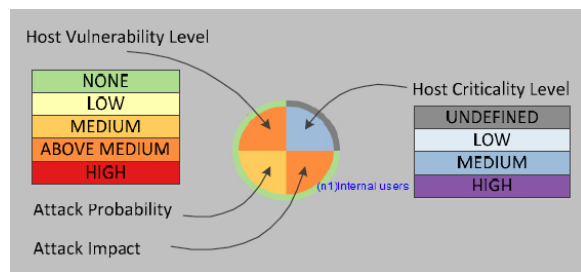 Host Vulnerability Level
NONE
LOW
MEDIUM
ABOVE MEDIUM
HIGH
Host Criticality Level
UNDEFINED
LOW
MEDIUM
HIGH
(n1)Internal users
Attack Probability
Attack Impact